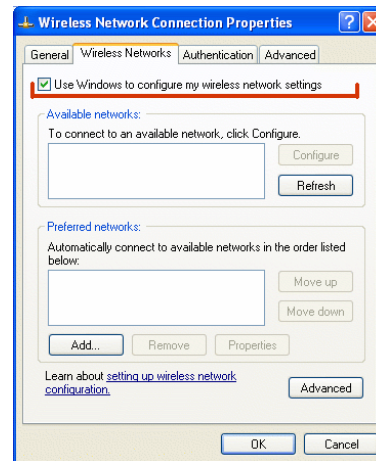 Wireless Network Connection Properties
General
Wireless Networks
Authentication
Advanced
Use Windows to configure my wireless network settings
Available networks:
To connect to an available network, click Configure.
Configure
Refresh
Preferred networks:
Automatically connect to available networks in the order listed
below:
Move up
Move down
Add...
Remove
Properties
Learn about setting up wireless network
configuration.
Advanced
OK
Cancel